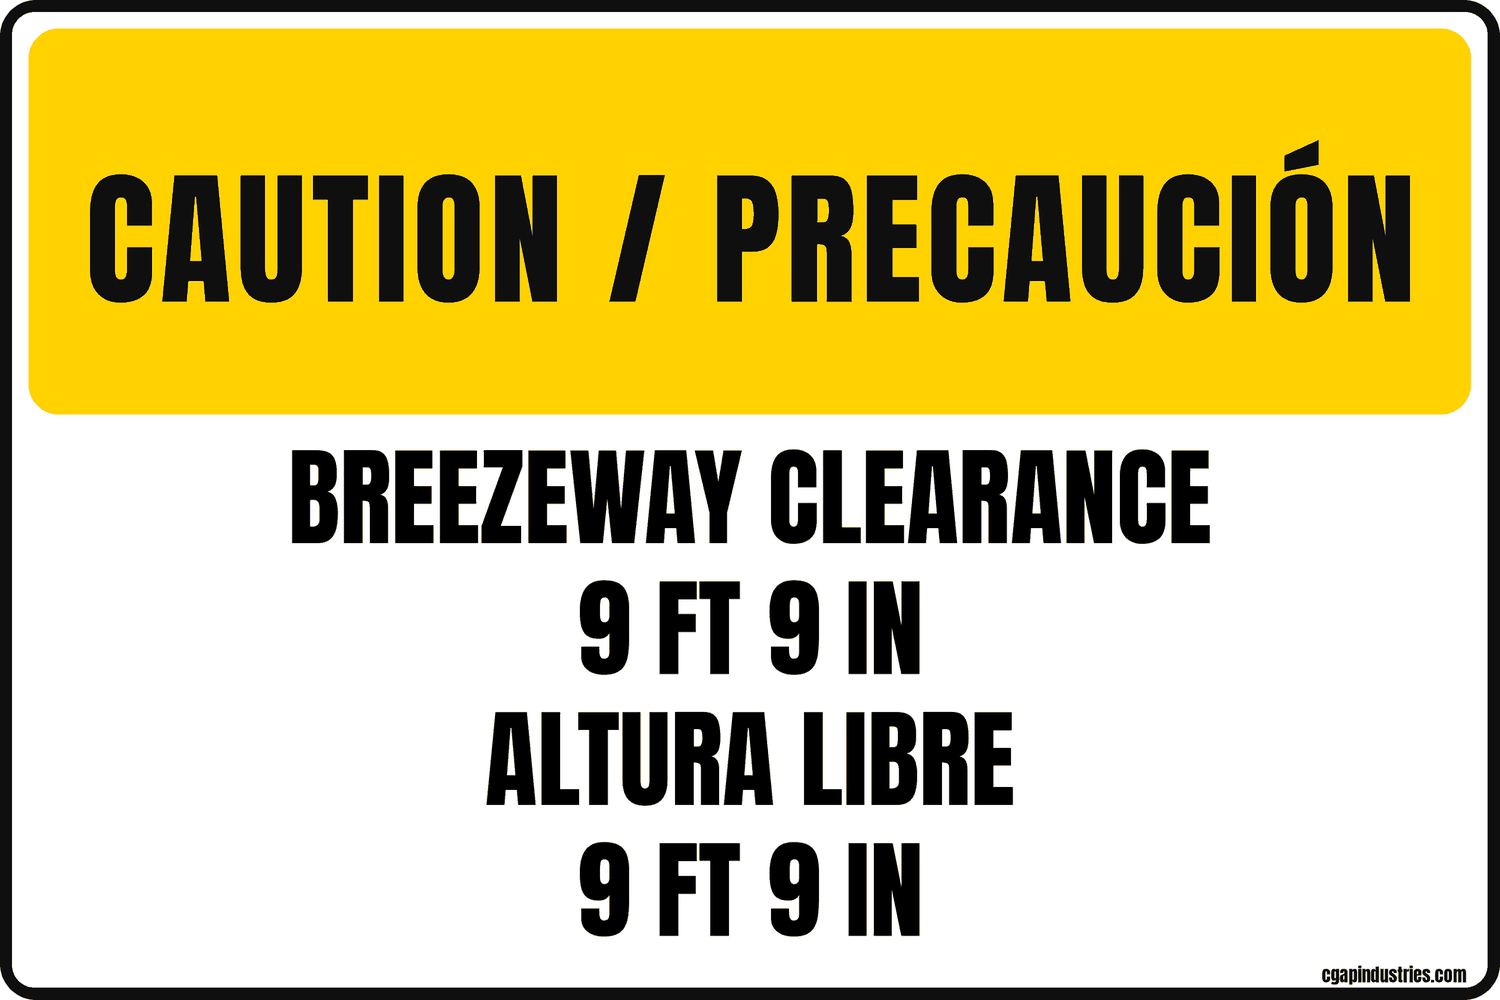 CAUTION / PRECAUCIÓN
BREEZEWAY CLEARANCE
9 FT 9 IN
ALTURA LIBRE
9 FT 9 IN
cgapindustries.com